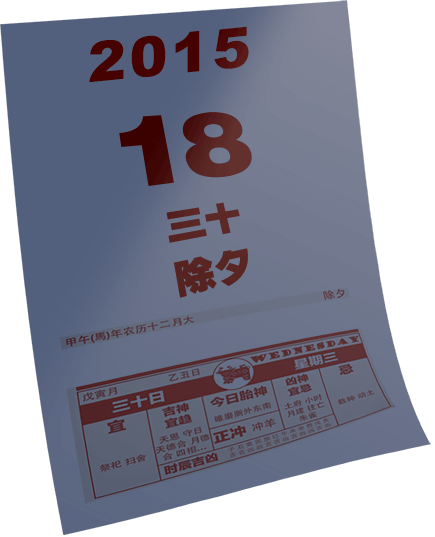 2015
18
三十
除夕
除夕
甲午(馬)年农历十二月大
戊寅月 乙丑日 WEDNESDAY
三十日 吉神宜趋 今日胎神 凶神宜忌 星期三 忌
宜 天恩 守日 碓磨厕外东南 土府 小时
天德合 月德合 四相... 正冲 冲羊 月建 往亡 朱雀
祭祀 扫舍 时辰吉凶 栽种 动土